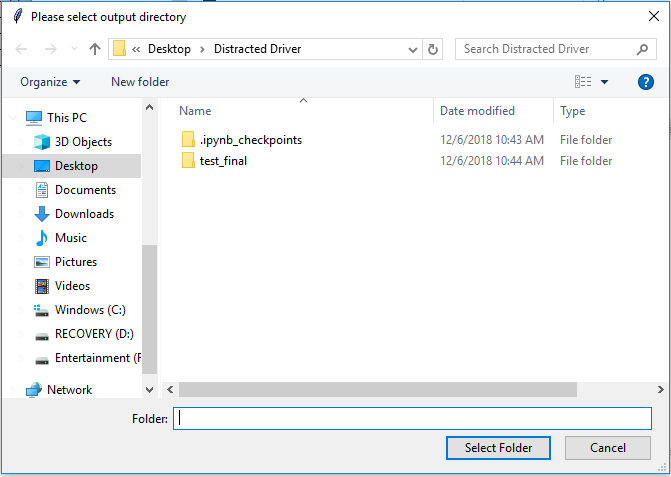 Please select output directory
« Desktop > Distracted Driver
Search Distracted Driver
Organize
New folder
?
This PC
3D Objects
Desktop
Documents
Downloads
Music
Pictures
Videos
Windows (C:)
RECOVERY (D:)
Entertainment (F
Network
Name Date modified Type
.ipynb_checkpoints 12/6/2018 10:43 AM File folder
test_final 12/6/2018 10:44 AM File folder
Folder:
Select Folder
Cancel